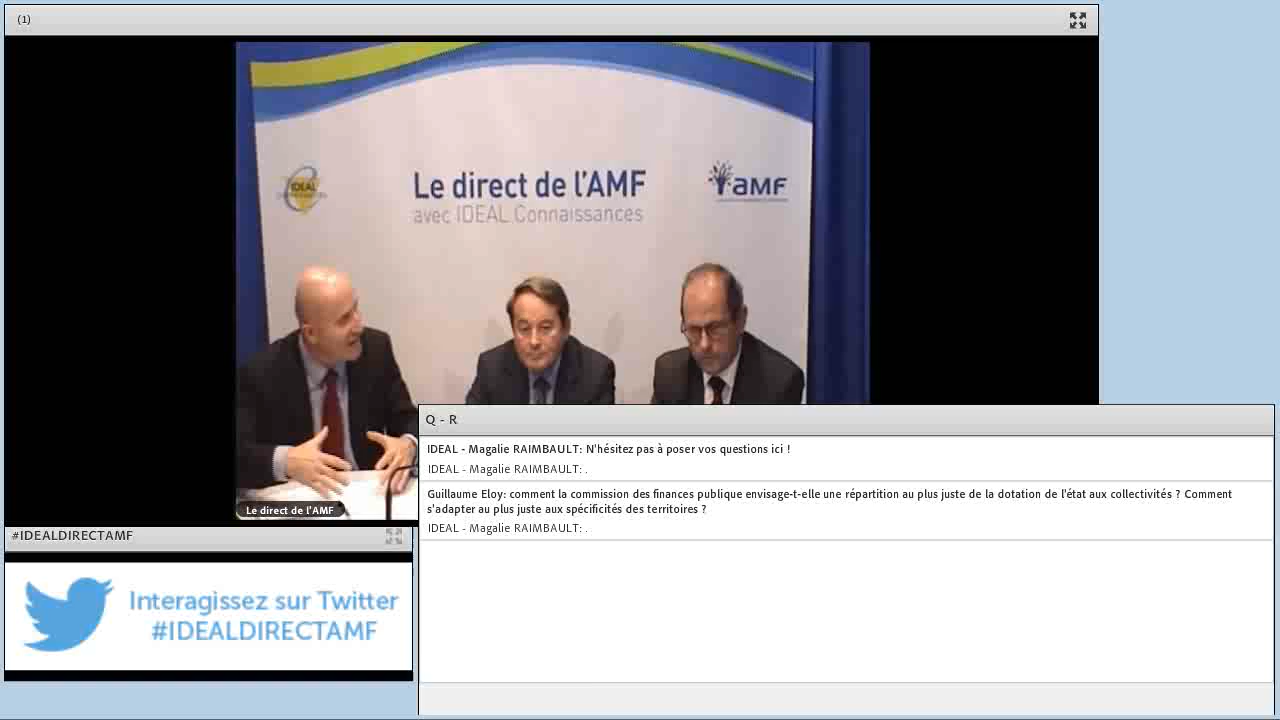 (1)
IDEAL
Le direct de l'AMF
avec IDEAL Connaissances
AMF
Le direct de l'AMF
Q - R
IDEAL - Magalie RAIMBAULT: N'hésitez pas à poser vos questions ici !
IDEAL - Magalie RAIMBAULT: .
Guillaume Eloy: comment la commission des finances publique envisage-t-elle une répartition au plus juste de la dotation de l'état aux collectivités ? Comment
s'adapter au plus juste aux spécificités des territoires ?
IDEAL - Magalie RAIMBAULT: .
#IDEALDIRECTAMF
Interagissez sur Twitter
#IDEALDIRECTAMF